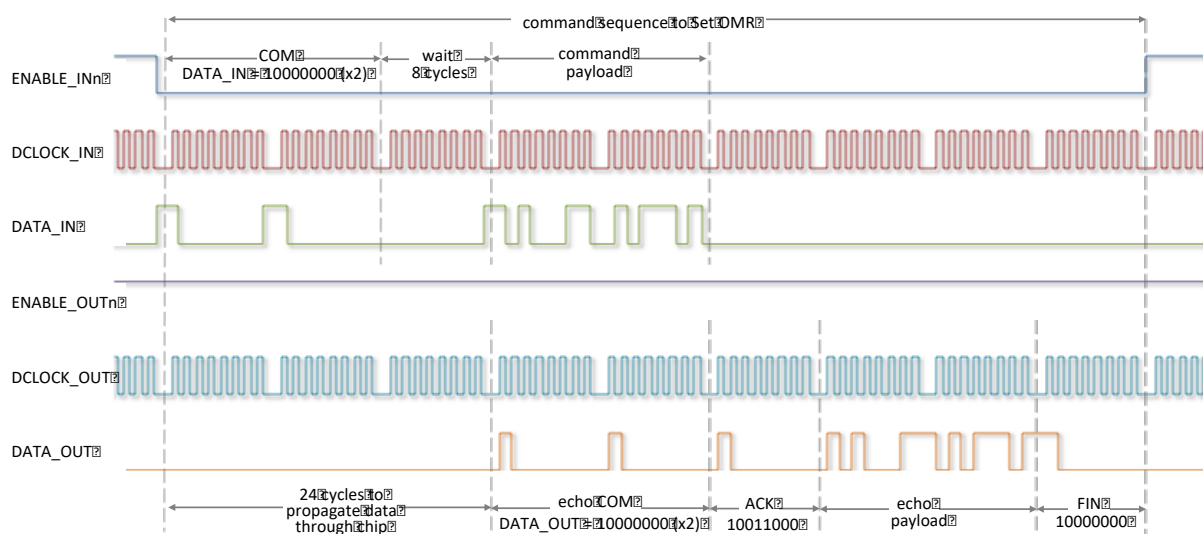 command sequence to Set OMR
COM
DATA_IN = 10000000 (x2)
wait
8 cycles
command
payload
ENABLE_INn
DCLOCK_IN
DATA_IN
ENABLE_OUTn
DCLOCK_OUT
DATA_OUT
24 cycles to
propagate data
through chip
echo COM
DATA_OUT = 10000000 (x2)
ACK
10011000
echo
payload
FIN
10000000